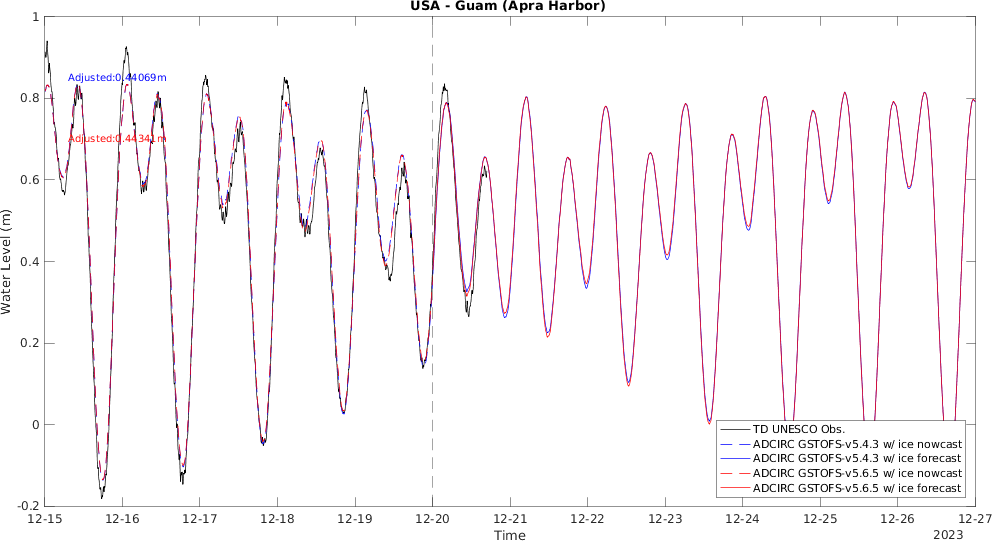 USA - Guam (Apra Harbor)
Water Level (m)
1
0.8
0.6
0.4
0.2
0
-0.2
Adjusted:0.44069m
Adjusted:0.44341m
TD UNESCO Obs.
ADCIRC GSTOFS-v5.4.3 w/ ice nowcast
ADCIRC GSTOFS-v5.4.3 w/ ice forecast
ADCIRC GSTOFS-v5.6.5 w/ ice nowcast
ADCIRC GSTOFS-v5.6.5 w/ ice forecast
12-15 12-16 12-17 12-18 12-19 12-20 12-21 12-22 12-23 12-24 12-25 12-26 12-27
Time
2023